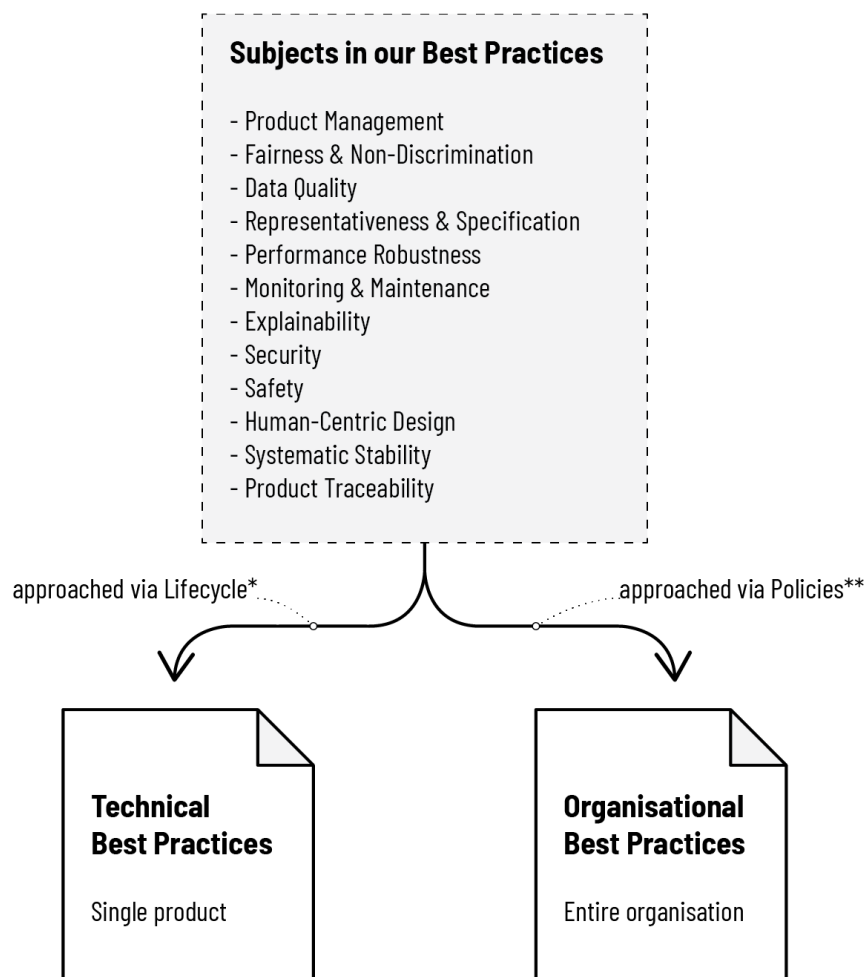 Subjects in our Best Practices
- Product Management
- Fairness & Non-Discrimination
- Data Quality
- Representativeness & Specification
- Performance Robustness
- Monitoring & Maintenance
- Explainability
- Security
- Safety
- Human-Centric Design
- Systematic Stability
- Product Traceability
approached via Lifecycle*
approached via Policies**
Technical
Best Practices
Single product
Organisational
Best Practices
Entire organisation